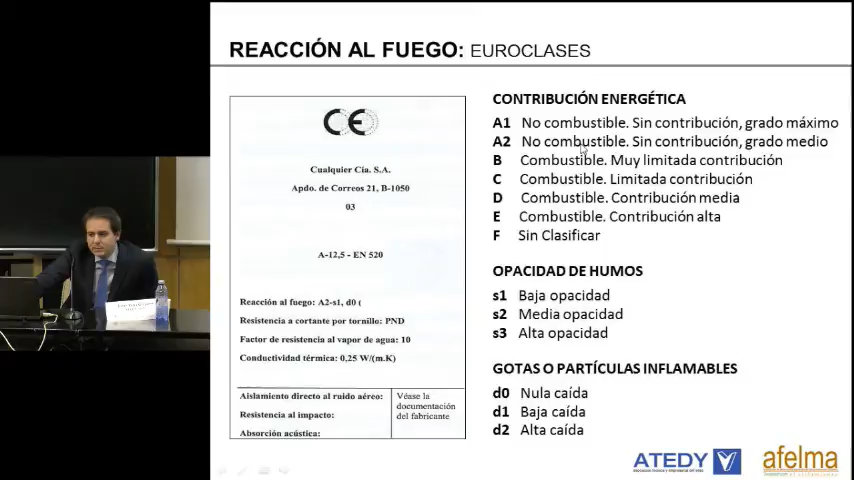 REACCIÓN AL FUEGO: EUROCLASES
CE
Cualquier Cía. S.A.
Apdo. de Correos 21, B-1050
03
A-12,5 - EN 520
Reacción al fuego: A2-s1, d0 (
Resistencia a cortante por tornillo: PND
Factor de resistencia al vapor de agua: 10
Conductividad térmica: 0,25 W/(m.K)
Aislamiento directo al ruido aéreo:
Resistencia al impacto:
Absorción acústica:
Véase la
documentación
del fabricante
CONTRIBUCIÓN ENERGÉTICA
A1 No combustible. Sin contribución, grado máximo
A2 No combustible. Sin contribución, grado medio
B Combustible. Muy limitada contribución
C Combustible. Limitada contribución
D Combustible. Contribución media
E Combustible. Contribución alta
F Sin Clasificar
OPACIDAD DE HUMOS
s1 Baja opacidad
s2 Media opacidad
s3 Alta opacidad
GOTAS O PARTÍCULAS INFLAMABLES
d0 Nula caída
d1 Baja caída
d2 Alta caída
ATEDY
afelma